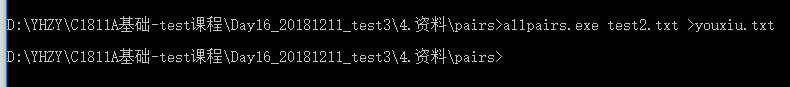 D:\YHZY\C1811A基础-test课程\Day16_20181211_test3\4.资料\pairs>allpairs.exe test2.txt >youxiu.txt
D:\YHZY\C1811A基础-test课程\Day16_20181211_test3\4.资料\pairs>